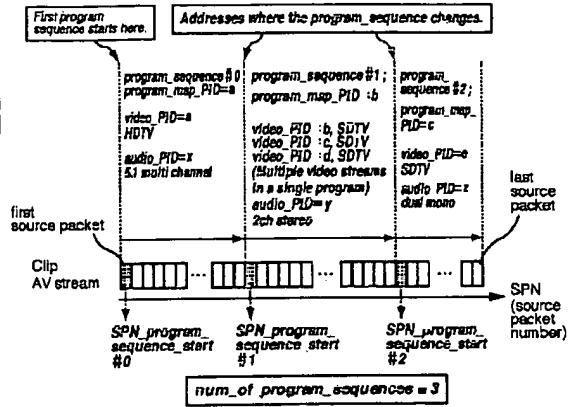 First program
sequence starts here.
Addresses where the program_sequence changes.
program_sequence#0
program_map_PID=a
video_PID=a
HDTV
audio_PID=x
5.1 multi channel
program_sequence#1;
program_map_PID :b
video_PID :b, SDTV
video_PID :c, SDTV
video_PID :d, SDTV
(Multiple video streams
in a single program)
audio_PID=y
2ch stereo
program_
sequence
#2;
program_map_
PID=c
video_PID=e
SDTV
audio_PID=z
dual mono
first
source packet
last
source
packet
Clip
AV stream
... ... ...
SPN
(source
packet
number)
SPN_program_
sequence_start
#0
SPN_program_
sequence_start
#1
SPN_program_
sequence_start
#2
num_of_program_sequences = 3